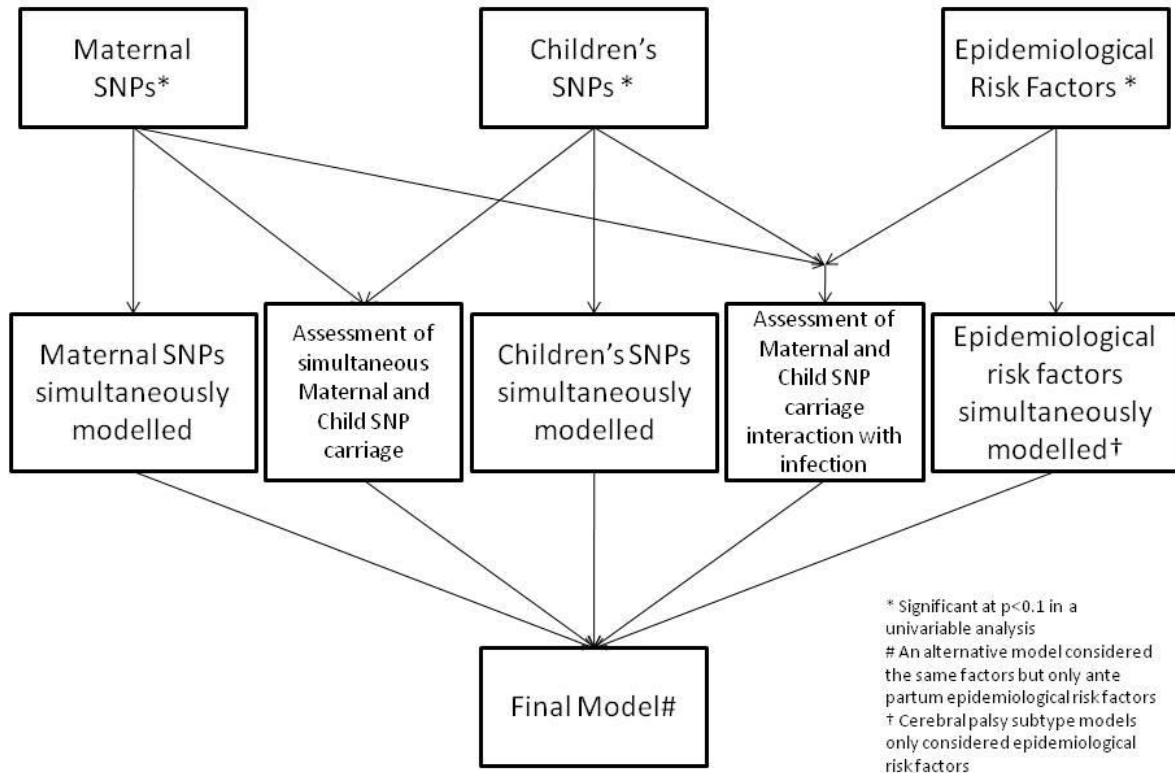 Maternal
SNPs*
Children's
SNPs *
Epidemiological
Risk Factors *
Maternal SNPs
simultaneously
modelled
Assessment of
simultaneous
Maternal and
Child SNP
carriage
Children's SNPs
simultaneously
modelled
Assessment of
Maternal and
Child SNP
carriage
interaction with
infection
Epidemiological
risk factors
simultaneously
modelled†
Final Model#
* Significant at p<0.1 in a
univariable analysis
# An alternative model considered
the same factors but only ante
partum epidemiological risk factors
† Cerebral palsy subtype models
only considered epidemiological
risk factors